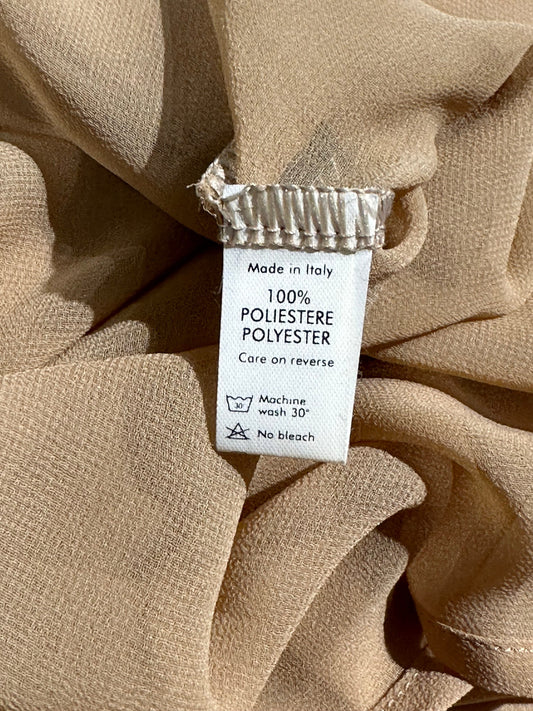 Made in Italy
100%
POLIESTERE
POLYESTER
Care on reverse
30°
Machine
wash 30°
No bleach